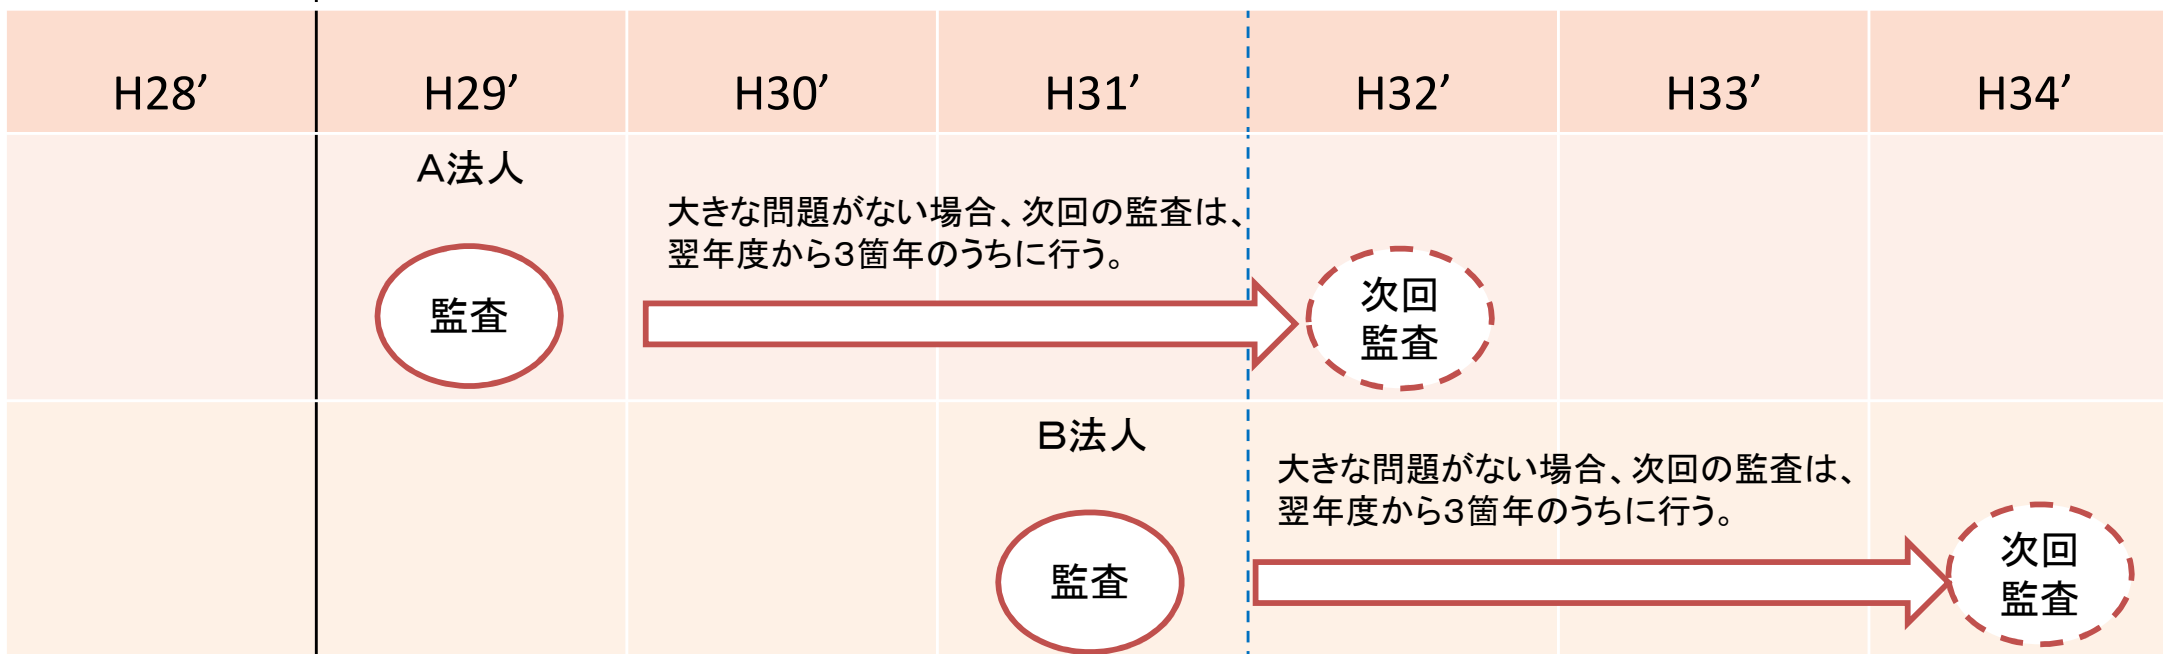 H28’ H29’ H30’ H31’ H32’ H33’ H34’
A法人
大きな問題がない場合、次回の監査は、
翌年度から3箇年のうちに行う。
監査
次回
監査
B法人
大きな問題がない場合、次回の監査は、
翌年度から3箇年のうちに行う。
監査
次回
監査